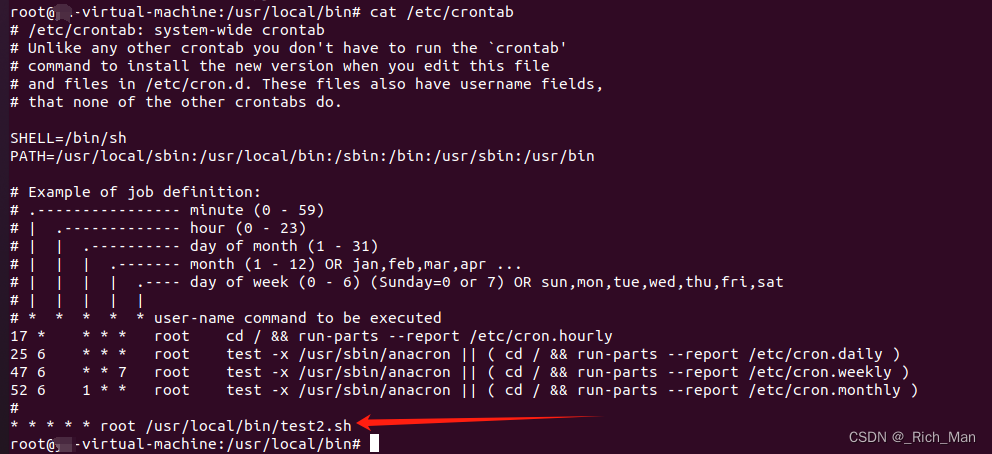 root@-virtual-machine:/usr/local/bin# cat /etc/crontab
# /etc/crontab: system-wide crontab
# Unlike any other crontab you don't have to run the `crontab'
# command to install the new version when you edit this file
# and files in /etc/cron.d. These files also have username fields,
# that none of the other crontabs do.

SHELL=/bin/sh
PATH=/usr/local/sbin:/usr/local/bin:/sbin:/bin:/usr/sbin:/usr/bin

# Example of job definition:
# .---------------- minute (0 - 59)
# |  .------------- hour (0 - 23)
# |  |  .---------- day of month (1 - 31)
# |  |  |  .------- month (1 - 12) OR jan,feb,mar,apr ...
# |  |  |  |  .---- day of week (0 - 6) (Sunday=0 or 7) OR sun,mon,tue,wed,thu,fri,sat
# |  |  |  |  |
# *  *  *  *  * user-name command to be executed
17 *    * * *   root    cd / && run-parts --report /etc/cron.hourly
25 6    * * *   root    test -x /usr/sbin/anacron || ( cd / && run-parts --report /etc/cron.daily )
47 6    * * 7   root    test -x /usr/sbin/anacron || ( cd / && run-parts --report /etc/cron.weekly )
52 6    1 * *   root    test -x /usr/sbin/anacron || ( cd / && run-parts --report /etc/cron.monthly )
#
* * * * * root /usr/local/bin/test2.sh
root@-virtual-machine:/usr/local/bin#
CSDN @_Rich_Man